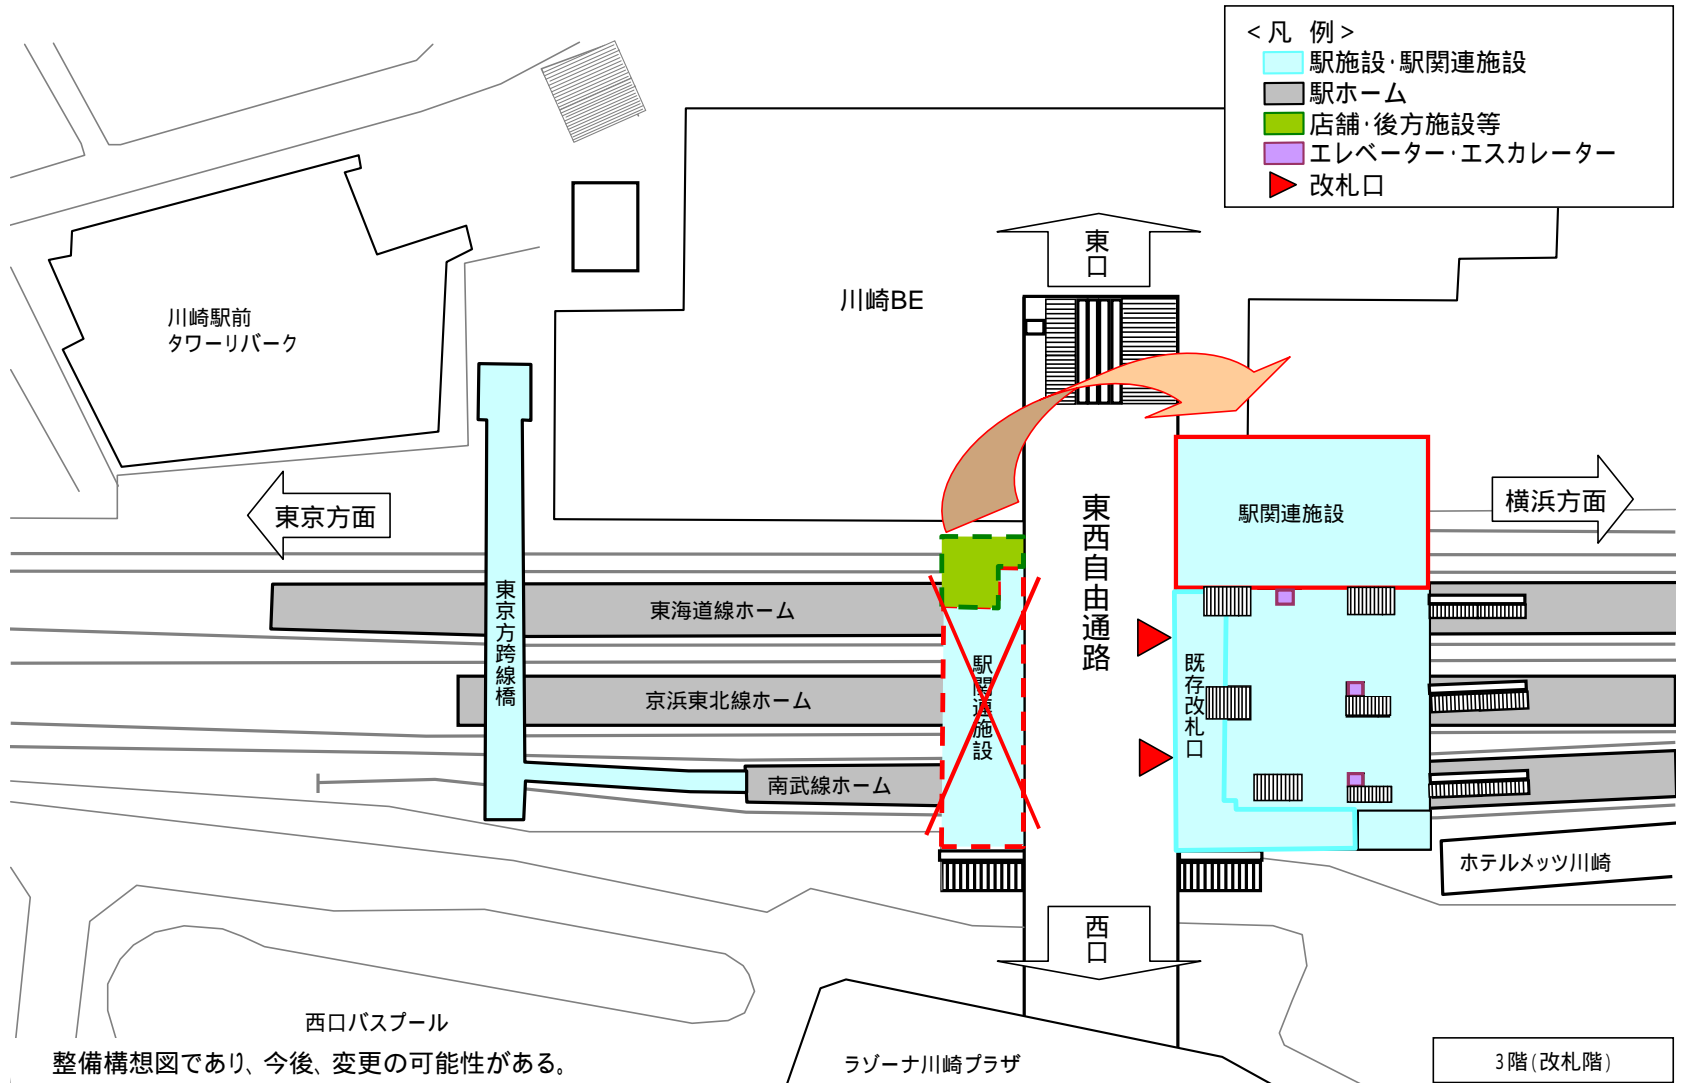 <凡 例>
駅施設・駅関連施設
駅ホーム
店舗・後方施設等
エレベーター・エスカレーター
改札口
東口
川崎BE
川崎駅前
タワーリバーク
東京方面
横浜方面
東西自由通路
駅関連施設
東京方跨線橋
東海道線ホーム
京浜東北線ホーム
南武線ホーム
駅関連施設
既存改札口
ホテルメッツ川崎
西口
西口バスプール
整備構想図であり、今後、変更の可能性がある。
ラゾーナ川崎プラザ
3階(改札階)